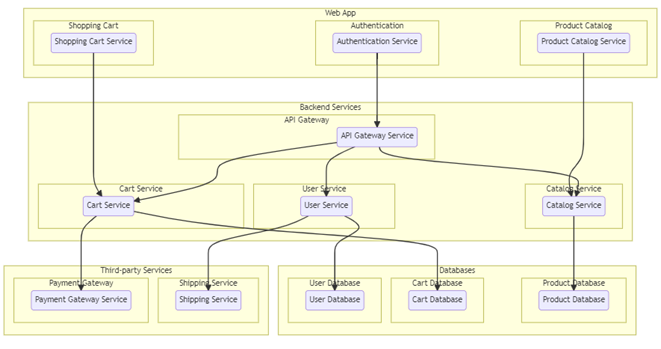 Web App
Shopping Cart
Authentication
Product Catalog
Shopping Cart Service
Authentication Service
Product Catalog Service
Backend Services
API Gateway
API Gateway Service
Cart Service
User Service
Catalog Service
Cart Service
User Service
Catalog Service
Third-party Services
Databases
Payment Gateway
Shipping Service
User Database
Cart Database
Product Database
Payment Gateway Service
Shipping Service
User Database
Cart Database
Product Database